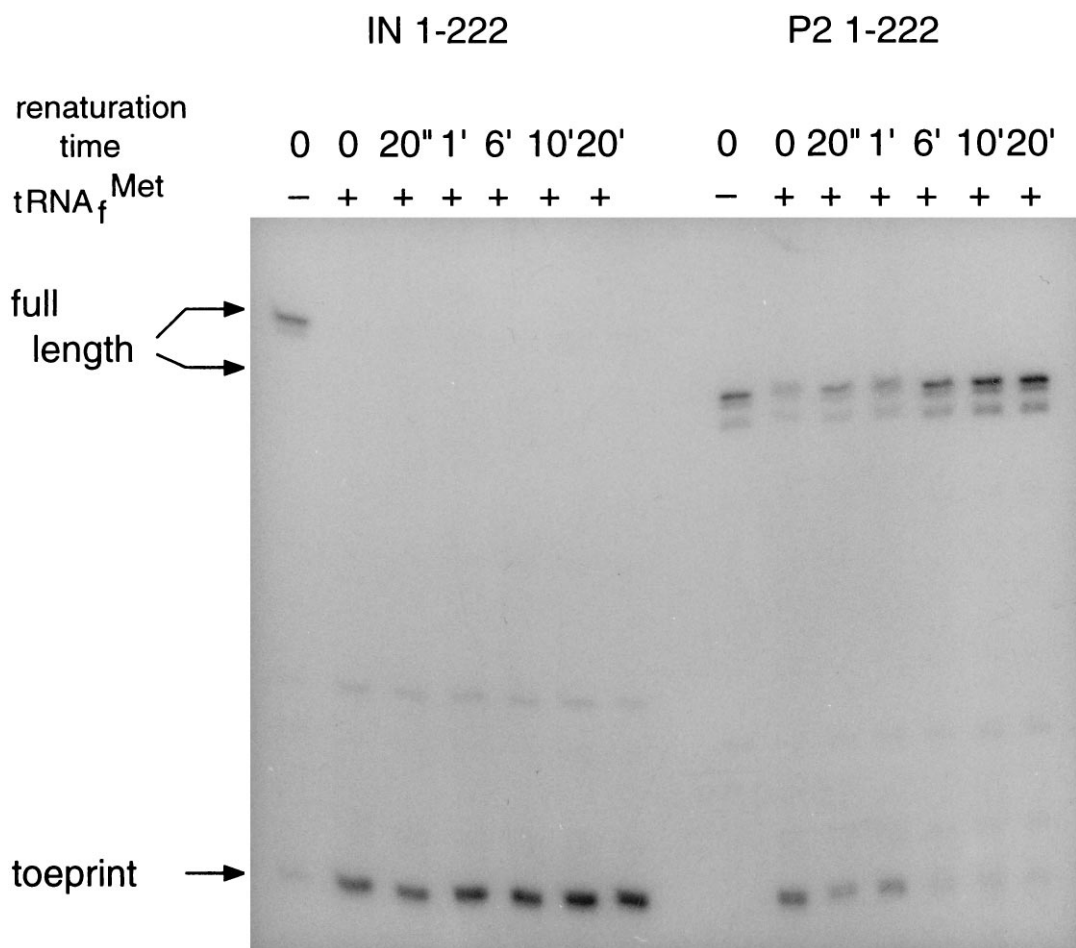 IN 1-222 P2 1-222
renaturation
time 0 0 20" 1' 6' 10' 20' 0 0 20" 1' 6' 10' 20'
tRNAfMet − + + + + + + − + + + + + +
full
length
toeprint